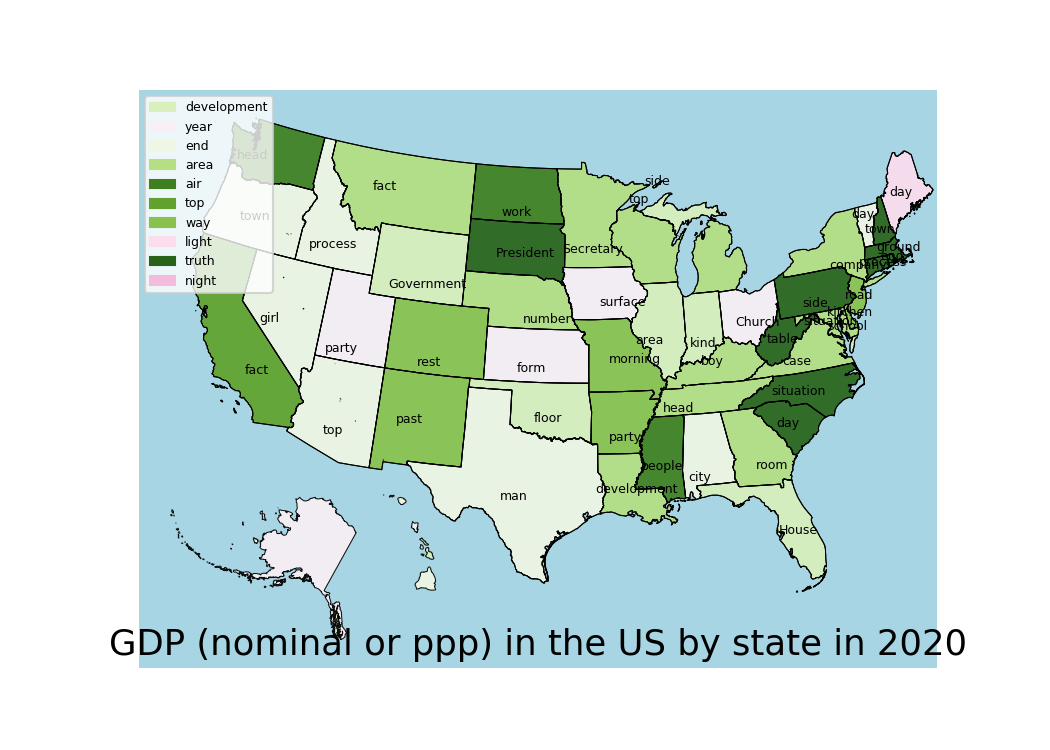 development
year
end
area
air
top
way
light
truth
night
head
town
process
girl
fact
party
top
fact
Government
rest
past
work
President
number
form
floor
man
Secretary
side
top
surface
area
morning
party
development
kind
boy
head
people
city
room
House
Church
table
case
situation
day
side
situation
road
kitchen
school
company
process
ground
town
day
day
GDP (nominal or ppp) in the US by state in 2020